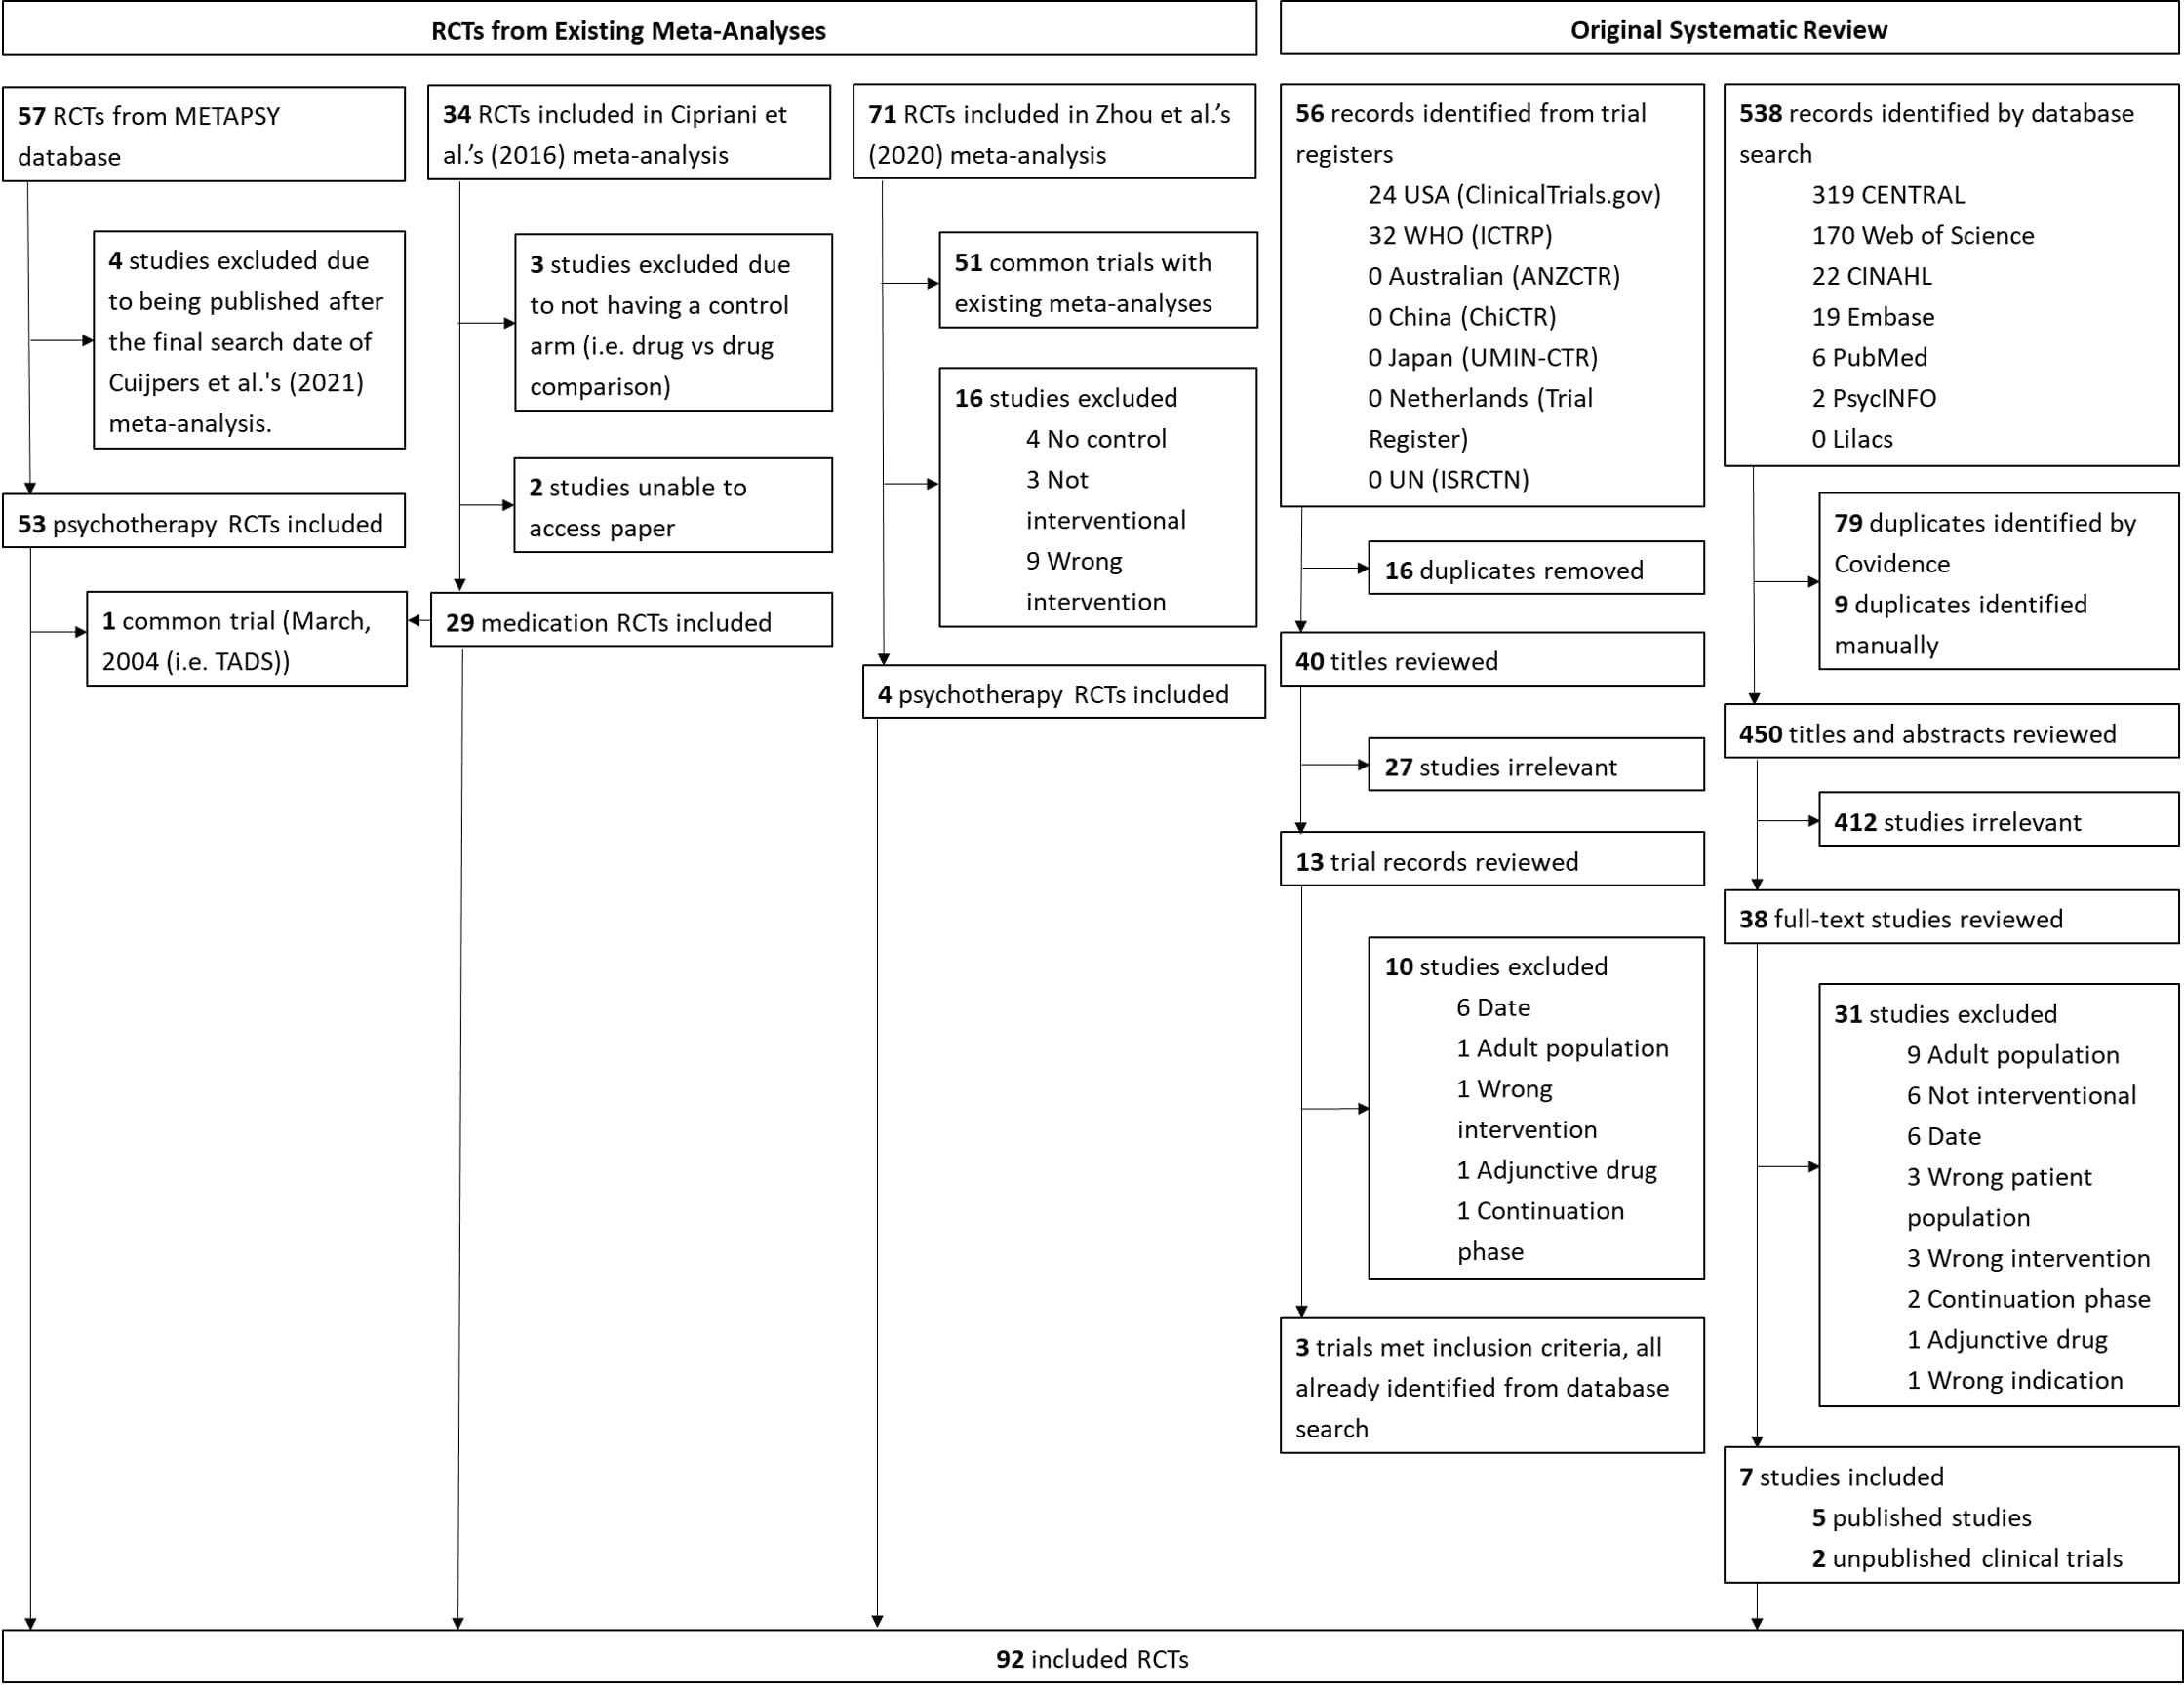 RCTs from Existing Meta-Analyses
57 RCTs from METAPSY
database
4 studies excluded due
to being published after
the final search date of
Cuijpers et al.'s (2021)
meta-analysis.
53 psychotherapy RCTs included
1 common trial (March,
2004 (i.e. TADS))
34 RCTs included in Cipriani et
al.’s (2016) meta-analysis
3 studies excluded due
to not having a control
arm (i.e. drug vs drug
comparison)
2 studies unable to
access paper
29 medication RCTs included
71 RCTs included in Zhou et al.’s
(2020) meta-analysis
51 common trials with
existing meta-analyses
16 studies excluded
4 No control
3 Not
interventional
9 Wrong
intervention
4 psychotherapy RCTs included
Original Systematic Review
56 records identified from trial
registers
24 USA (ClinicalTrials.gov)
32 WHO (ICTRP)
0 Australian (ANZCTR)
0 China (ChiCTR)
0 Japan (UMIN-CTR)
0 Netherlands (Trial
Register)
0 UN (ISRCTN)
16 duplicates removed
40 titles reviewed
27 studies irrelevant
13 trial records reviewed
10 studies excluded
6 Date
1 Adult population
1 Wrong
intervention
1 Adjunctive drug
1 Continuation
phase
3 trials met inclusion criteria, all
already identified from database
search
538 records identified by database
search
319 CENTRAL
170 Web of Science
22 CINAHL
19 Embase
6 PubMed
2 PsycINFO
0 Lilacs
79 duplicates identified by
Covidence
9 duplicates identified
manually
450 titles and abstracts reviewed
412 studies irrelevant
38 full-text studies reviewed
31 studies excluded
9 Adult population
6 Not interventional
6 Date
3 Wrong patient
population
3 Wrong intervention
2 Continuation phase
1 Adjunctive drug
1 Wrong indication
7 studies included
5 published studies
2 unpublished clinical trials
92 included RCTs